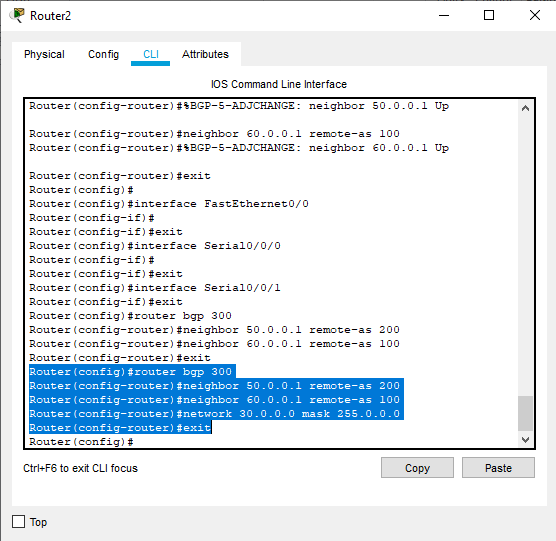 Router2
Physical Config CLI Attributes
IOS Command Line Interface
Router(config-router)#%BGP-5-ADJCHANGE: neighbor 50.0.0.1 Up
Router(config-router)#neighbor 60.0.0.1 remote-as 100
Router(config-router)#%BGP-5-ADJCHANGE: neighbor 60.0.0.1 Up
Router(config-router)#exit
Router(config)#
Router(config)#interface FastEthernet0/0
Router(config-if)#
Router(config-if)#exit
Router(config)#interface Serial0/0/0
Router(config-if)#
Router(config-if)#exit
Router(config)#interface Serial0/0/1
Router(config-if)#exit
Router(config)#router bgp 300
Router(config-router)#neighbor 50.0.0.1 remote-as 200
Router(config-router)#neighbor 60.0.0.1 remote-as 100
Router(config-router)#exit
Router(config)#router bgp 300
Router(config-router)#neighbor 50.0.0.1 remote-as 200
Router(config-router)#neighbor 60.0.0.1 remote-as 100
Router(config-router)#network 30.0.0.0 mask 255.0.0.0
Router(config-router)#exit
Router(config)#
Ctrl+F6 to exit CLI focus Copy Paste
Top